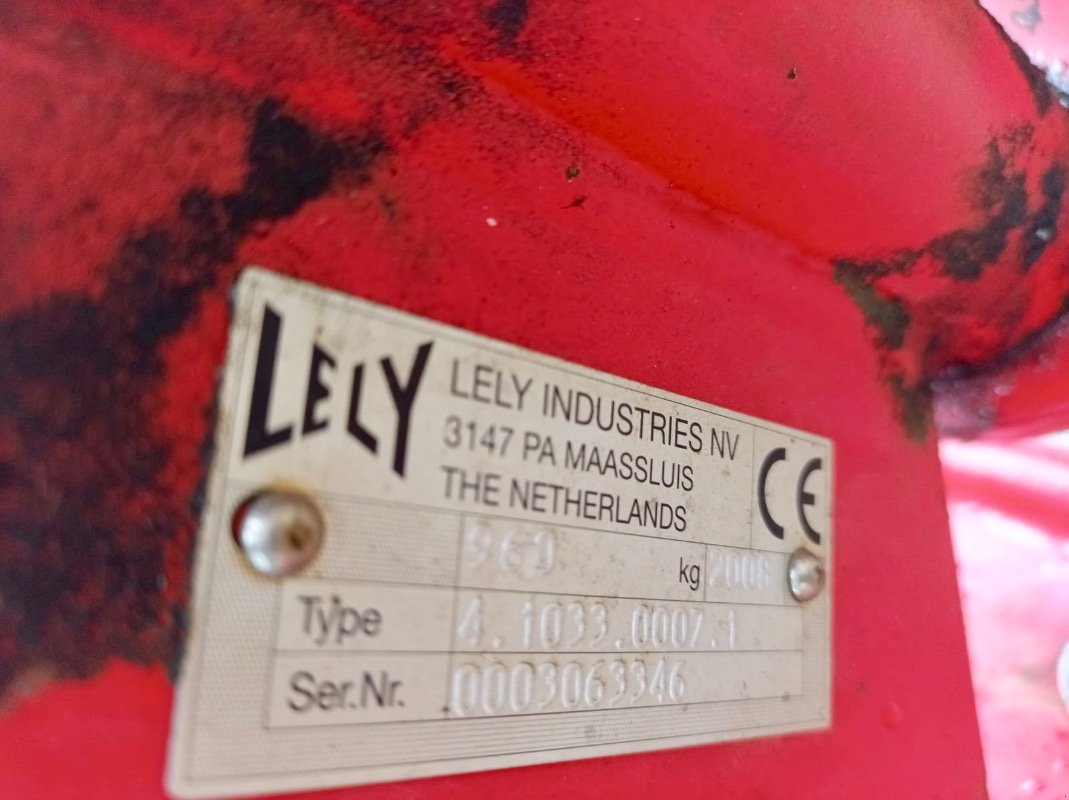 LELY
LELY INDUSTRIES NV
3147 PA MAASSLUIS
THE NETHERLANDS
CE
960 kg 2008
Type 4.1033.0007.1
Ser.Nr. 0003063346